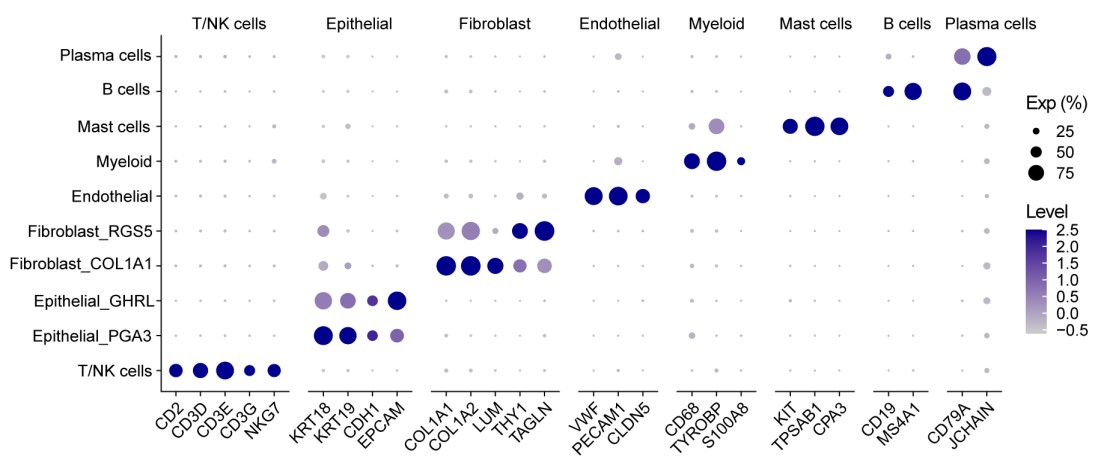 T/NK cells Epithelial Fibroblast Endothelial Myeloid Mast cells B cells Plasma cells
Plasma cells
B cells
Mast cells
Myeloid
Endothelial
Fibroblast_RGS5
Fibroblast_COL1A1
Epithelial_GHRL
Epithelial_PGA3
T/NK cells
CD2 CD3D CD3E CD3G NKG7 KRT18 KRT19 CDH1 EPCAM COL1A1 COL1A2 LUM THY1 TAGLN VWF PECAM1 CLDN5 CD68 TYROBP S100A8 KIT TPSAB1 CPA3 CD19 MS4A1 CD79A JCHAIN
Exp (%)
25
50
75
Level
2.5
2.0
1.5
1.0
0.5
0.0
−0.5